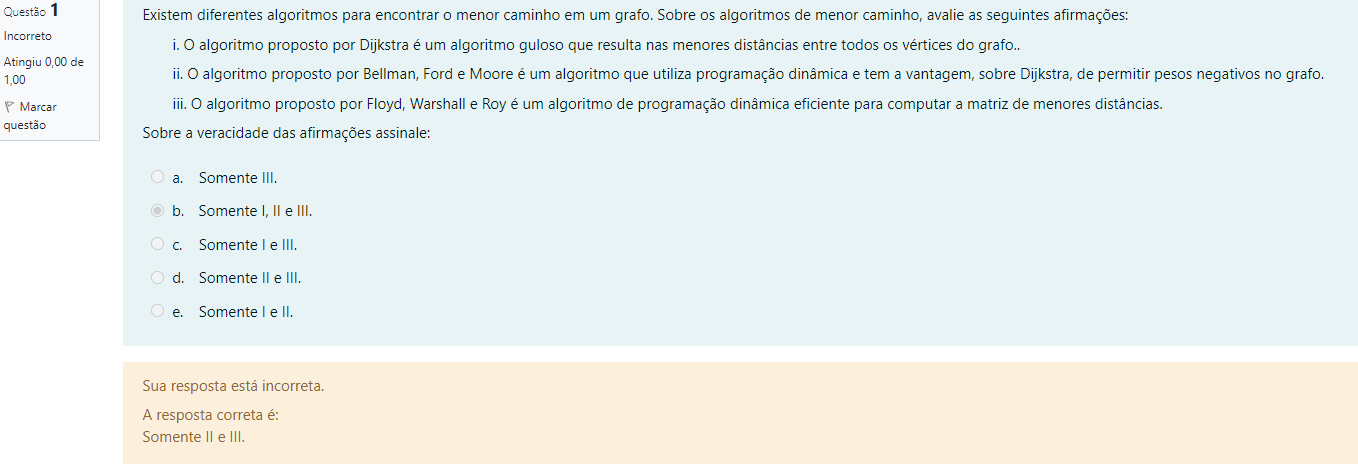 Questão 1
Incorreto
Atingiu 0,00 de
1,00
Marcar
questão
Existem diferentes algoritmos para encontrar o menor caminho em um grafo. Sobre os algoritmos de menor caminho, avalie as seguintes afirmações:
i. O algoritmo proposto por Dijkstra é um algoritmo guloso que resulta nas menores distâncias entre todos os vértices do grafo..
ii. O algoritmo proposto por Bellman, Ford e Moore é um algoritmo que utiliza programação dinâmica e tem a vantagem, sobre Dijkstra, de permitir pesos negativos no grafo.
iii. O algoritmo proposto por Floyd, Warshall e Roy é um algoritmo de programação dinâmica eficiente para computar a matriz de menores distâncias.
Sobre a veracidade das afirmações assinale:
a. Somente III.
b. Somente I, II e III.
c. Somente I e III.
d. Somente II e III.
e. Somente I e II.
Sua resposta está incorreta.
A resposta correta é:
Somente II e III.